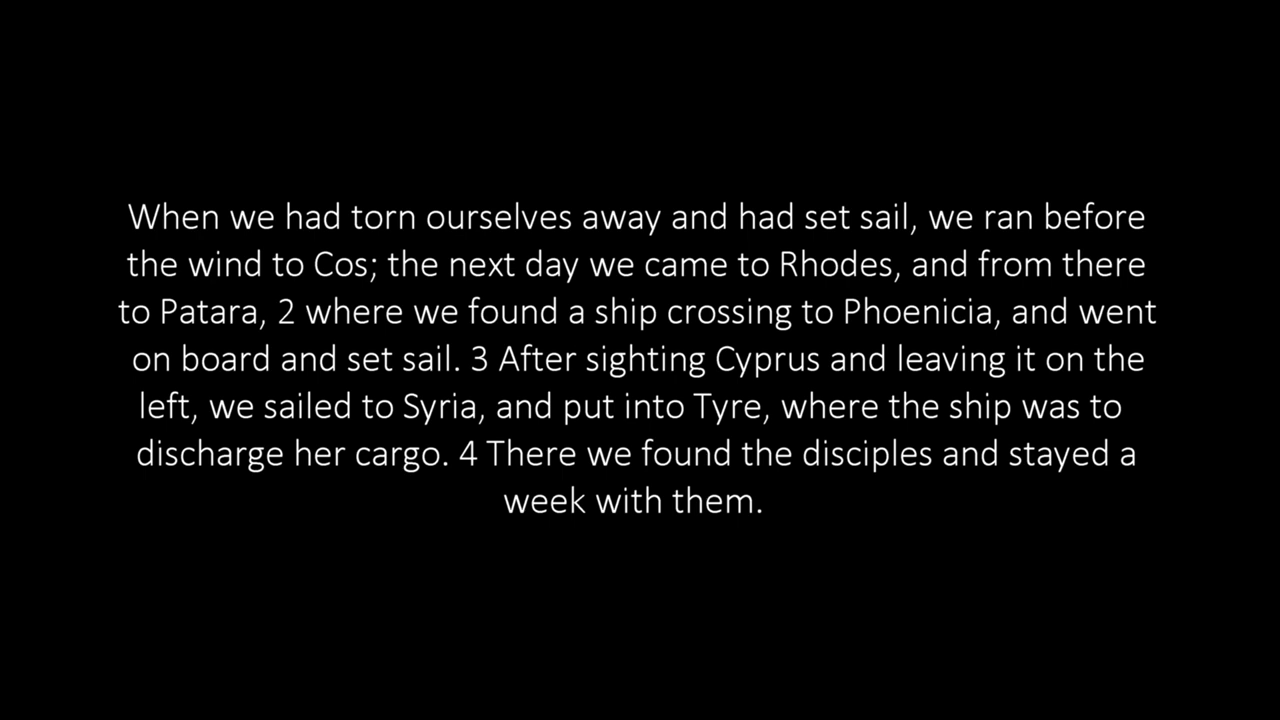 When we had torn ourselves away and had set sail, we ran before
the wind to Cos; the next day we came to Rhodes, and from there
to Patara, 2 where we found a ship crossing to Phoenicia, and went
on board and set sail. 3 After sighting Cyprus and leaving it on the
left, we sailed to Syria, and put into Tyre, where the ship was to
discharge her cargo. 4 There we found the disciples and stayed a
week with them.